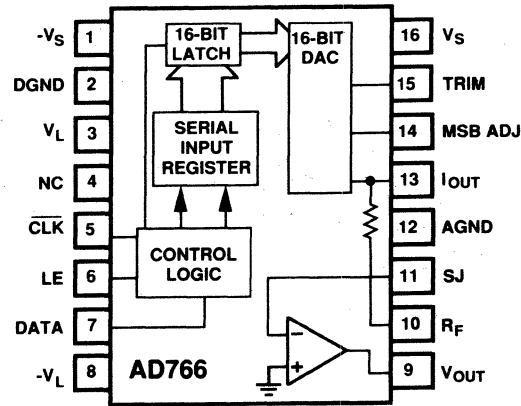 -VS 1
DGND 2
VL 3
NC 4
CLK 5
LE 6
DATA 7
-VL 8
16-BIT
LATCH
SERIAL
INPUT
REGISTER
CONTROL
LOGIC
16-BIT
DAC
−
+
AD766
16 VS
15 TRIM
14 MSB ADJ
13 IOUT
12 AGND
11 SJ
10 RF
9 VOUT